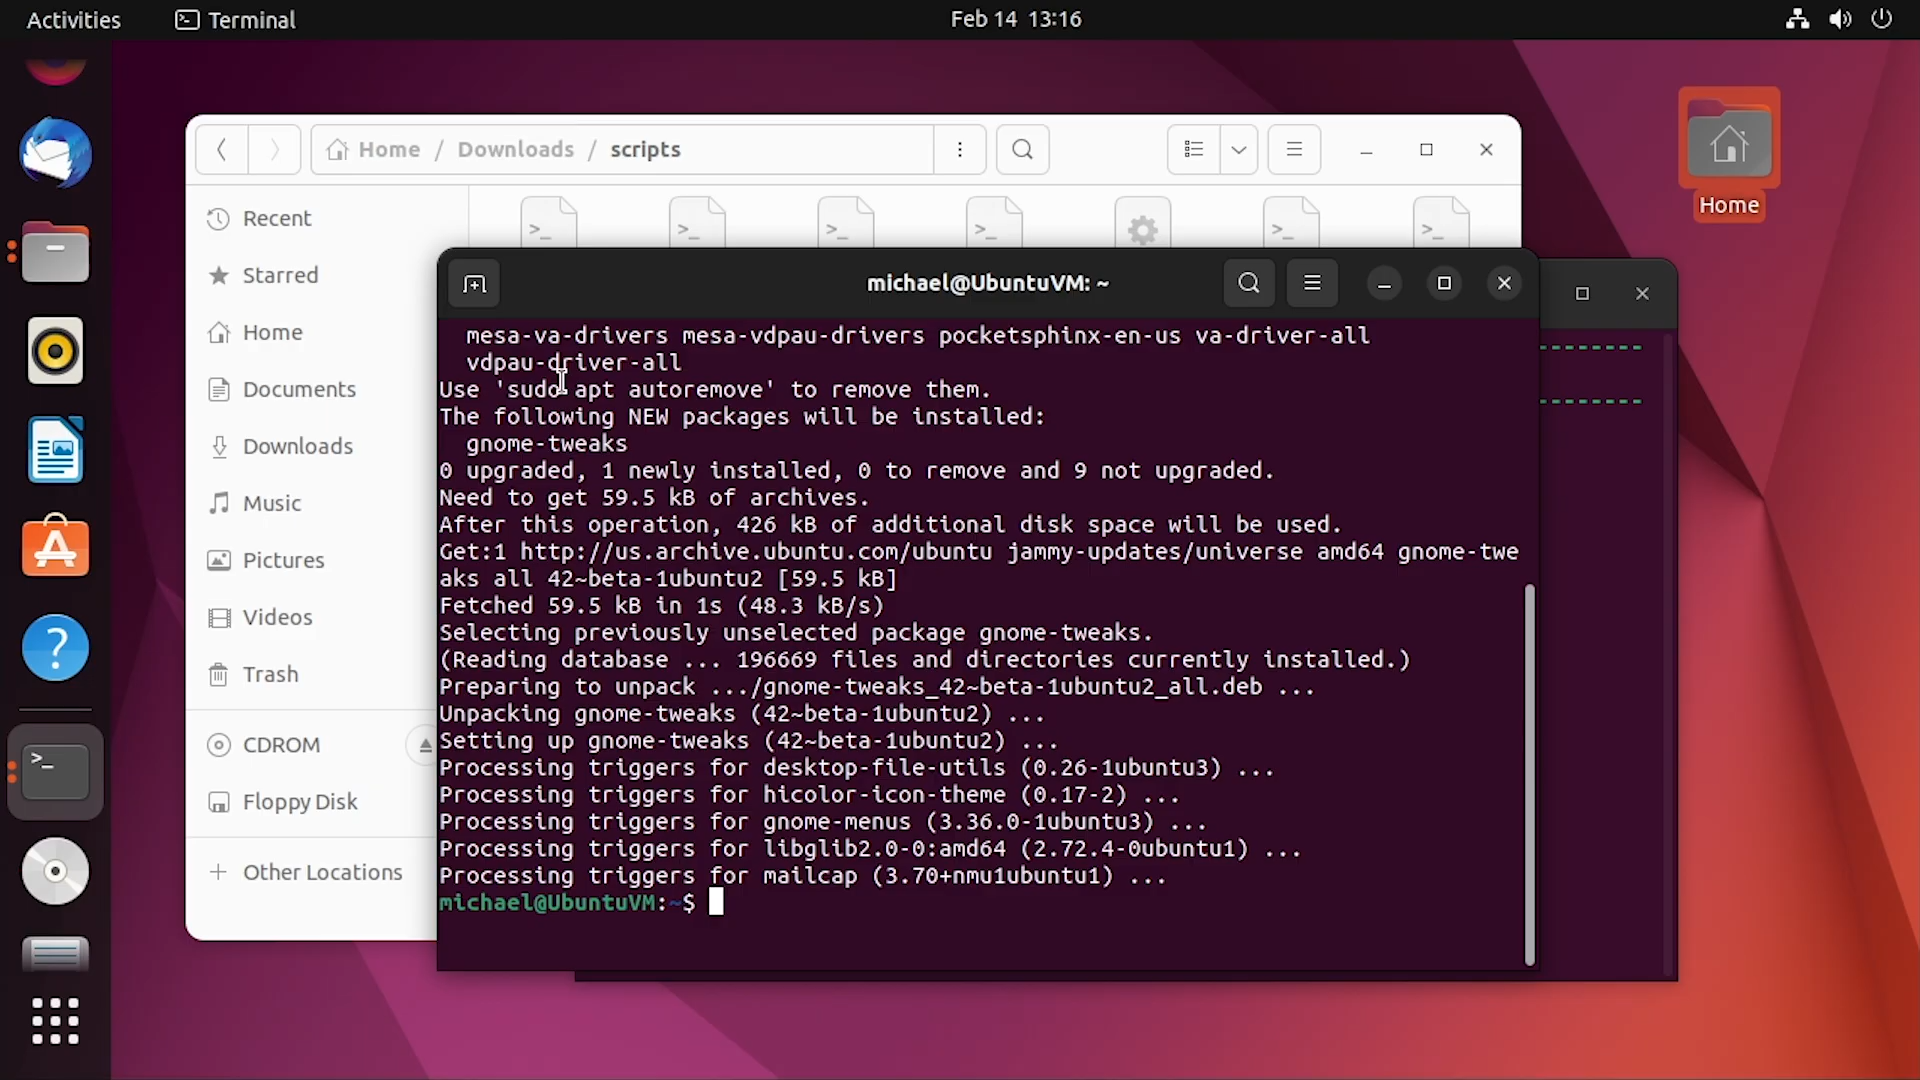 Activities Terminal Feb 14 13:16
Home / Downloads / scripts
Home
Recent
Starred
Home
Documents
Downloads
Music
Pictures
Videos
Trash
CDROM
Floppy Disk
+ Other Locations
michael@UbuntuVM: ~
mesa-va-drivers mesa-vdpau-drivers pocketsphinx-en-us va-driver-all
vdpau-driver-all
Use 'sudo apt autoremove' to remove them.
The following NEW packages will be installed:
gnome-tweaks
0 upgraded, 1 newly installed, 0 to remove and 9 not upgraded.
Need to get 59.5 kB of archives.
After this operation, 426 kB of additional disk space will be used.
Get:1 http://us.archive.ubuntu.com/ubuntu jammy-updates/universe amd64 gnome-twe
aks all 42~beta-1ubuntu2 [59.5 kB]
Fetched 59.5 kB in 1s (48.3 kB/s)
Selecting previously unselected package gnome-tweaks.
(Reading database ... 196669 files and directories currently installed.)
Preparing to unpack .../gnome-tweaks_42~beta-1ubuntu2_all.deb ...
Unpacking gnome-tweaks (42~beta-1ubuntu2) ...
Setting up gnome-tweaks (42~beta-1ubuntu2) ...
Processing triggers for desktop-file-utils (0.26-1ubuntu3) ...
Processing triggers for hicolor-icon-theme (0.17-2) ...
Processing triggers for gnome-menus (3.36.0-1ubuntu3) ...
Processing triggers for libglib2.0-0:amd64 (2.72.4-0ubuntu1) ...
Processing triggers for mailcap (3.70+nmu1ubuntu1) ...
michael@UbuntuVM:~$